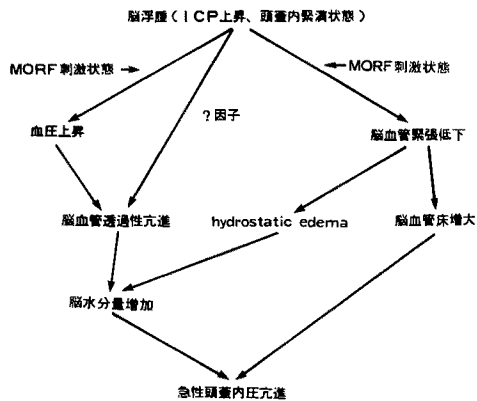 脳浮腫(ICP上昇、頭蓋内緊満状態)
MORF刺激状態
MORF刺激状態
?因子
血圧上昇
脳血管緊張低下
脳血管透過性亢進
hydrostatic edema
脳血管床増大
脳水分量増加
急性頭蓋内圧亢進